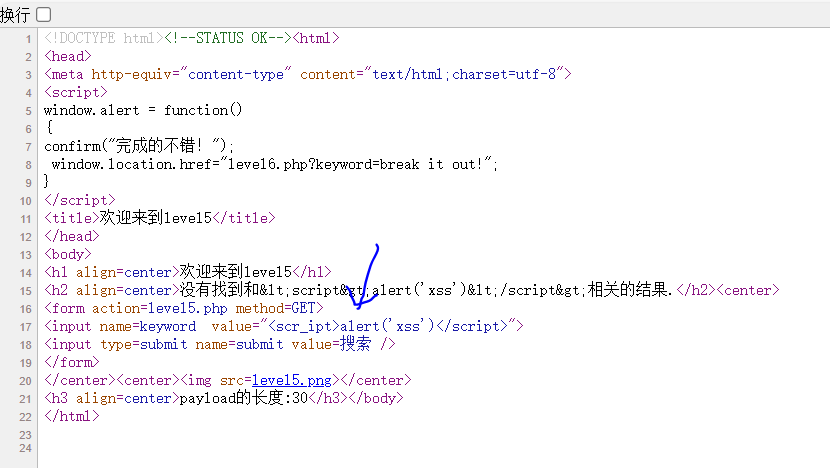 换行
1 <!DOCTYPE html><!--STATUS OK--><html>
2 <head>
3 <meta http-equiv="content-type" content="text/html;charset=utf-8">
4 <script>
5 window.alert = function()
6 {
7 confirm("完成的不错！");
8 window.location.href="level6.php?keyword=break it out!";
9 }
10 </script>
11 <title>欢迎来到level5</title>
12 </head>
13 <body>
14 <h1 align=center>欢迎来到level5</h1>
15 <h2 align=center>没有找到和&lt;script&gt;alert('xss')&lt;/script&gt;相关的结果.</h2><center>
16 <form action=level5.php method=GET>
17 <input name=keyword  value="<scr_ipt>alert('xss')</script>">
18 <input type=submit name=submit value=搜索 />
19 </form>
20 </center><center><img src=level5.png></center>
21 <h3 align=center>payload的长度:30</h3></body>
22 </html>
23
24